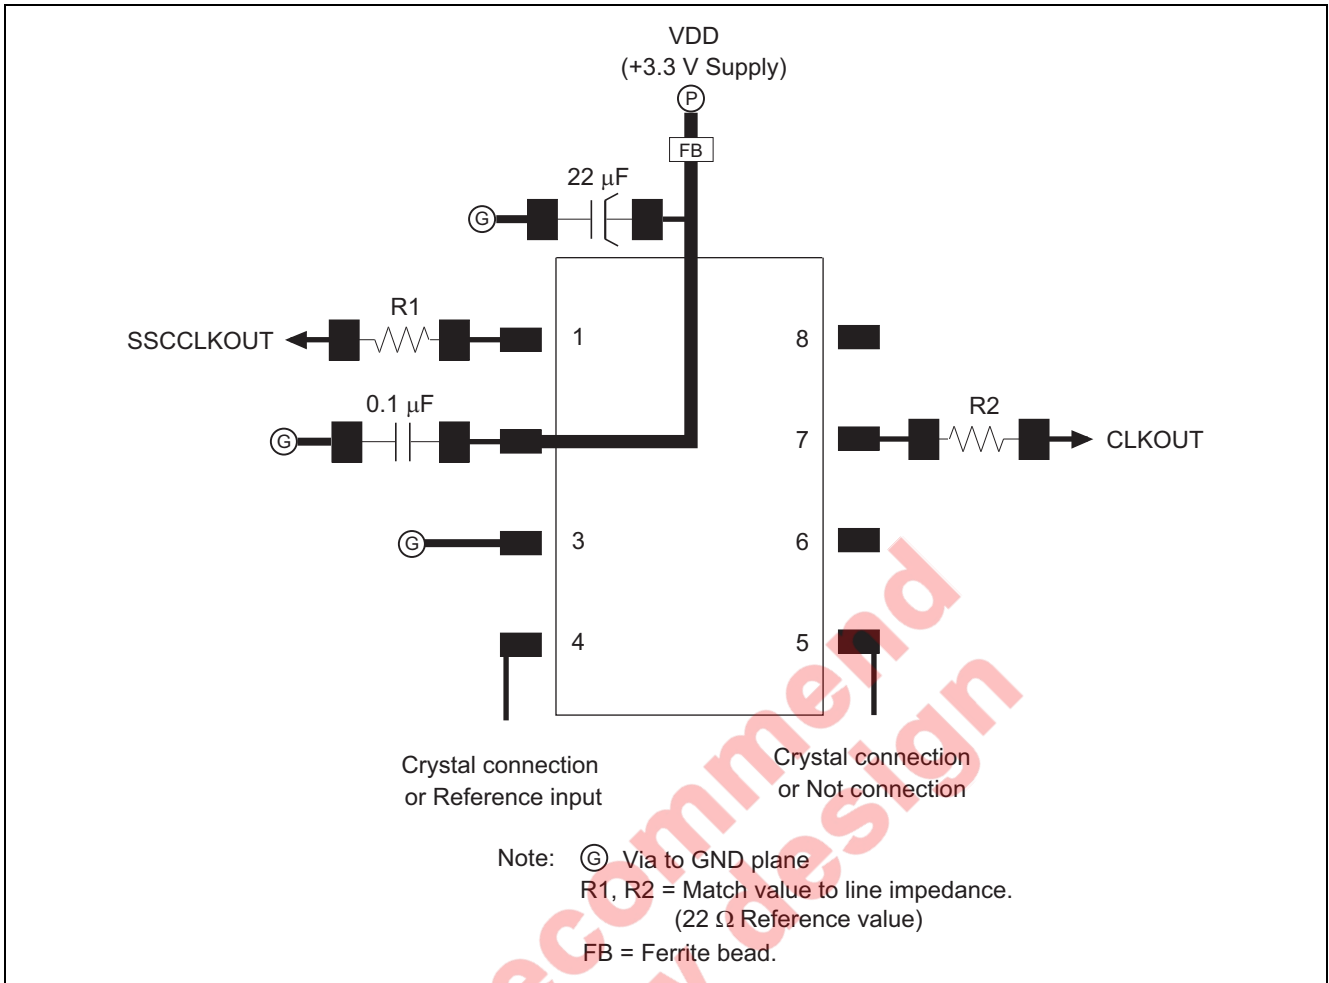 VDD
(+3.3 V Supply)
P
FB
22 μF
G
R1
SSCCLKOUT
1
8
0.1 μF
G
R2
7
CLKOUT
G
3
6
4
5
Crystal connection
or Reference input
Crystal connection
or Not connection
Note: G Via to GND plane
R1, R2 = Match value to line impedance.
(22 Ω Reference value)
FB = Ferrite bead.
ecommend
design